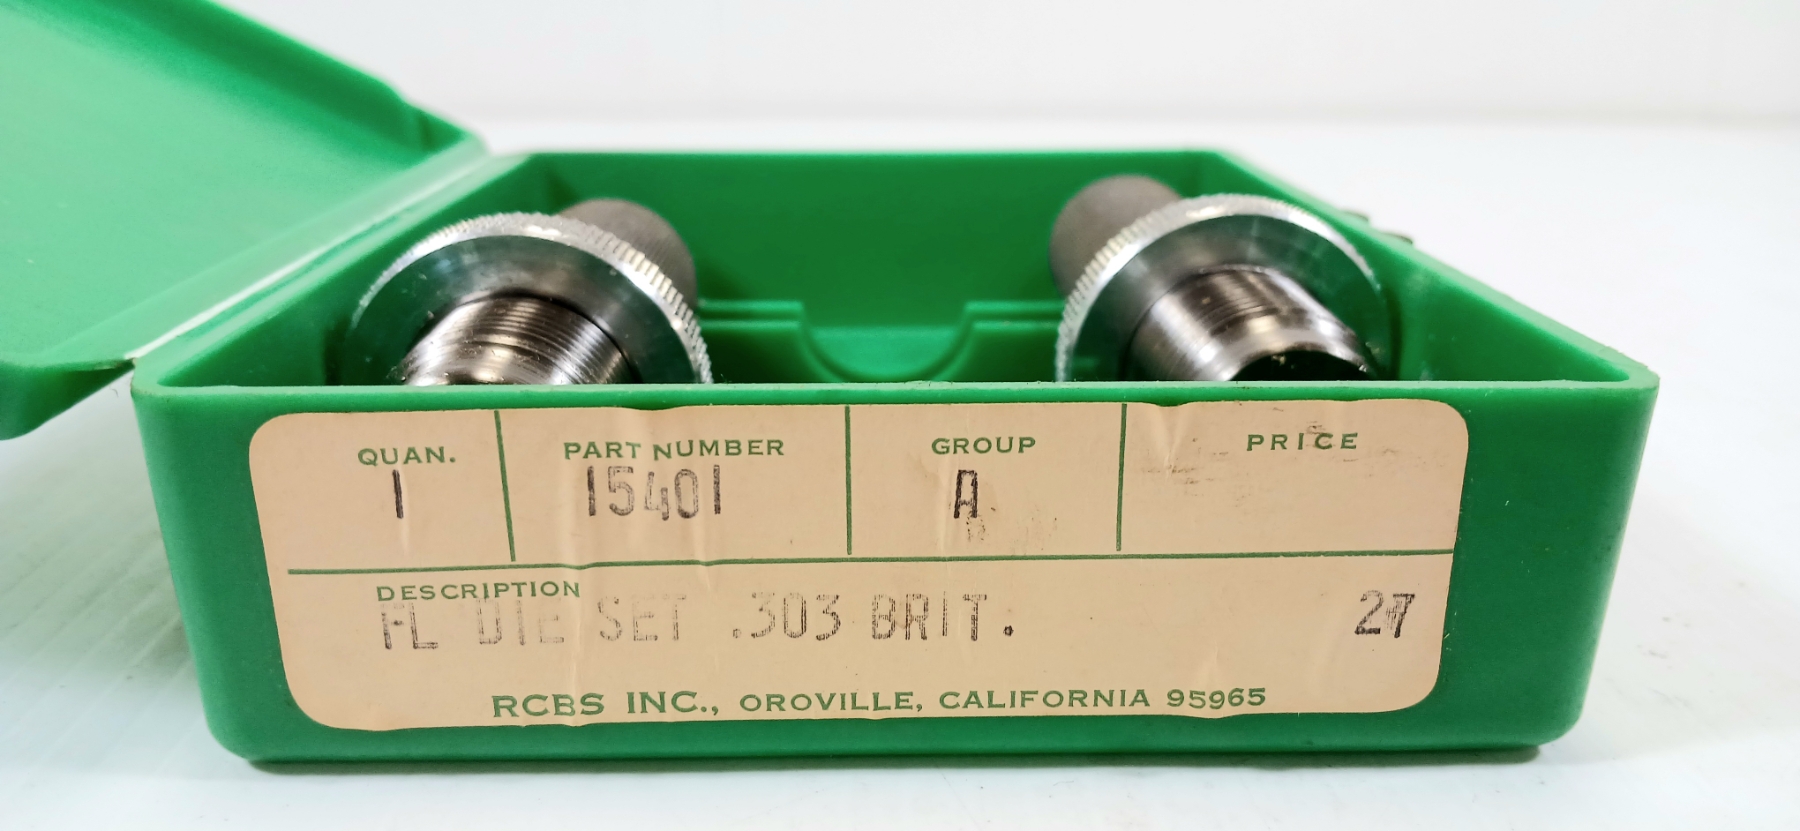 QUAN. PART NUMBER GROUP PRICE
1 15401 A
DESCRIPTION
FL DIE SET .303 BRIT. 27
RCBS INC., OROVILLE, CALIFORNIA 95965